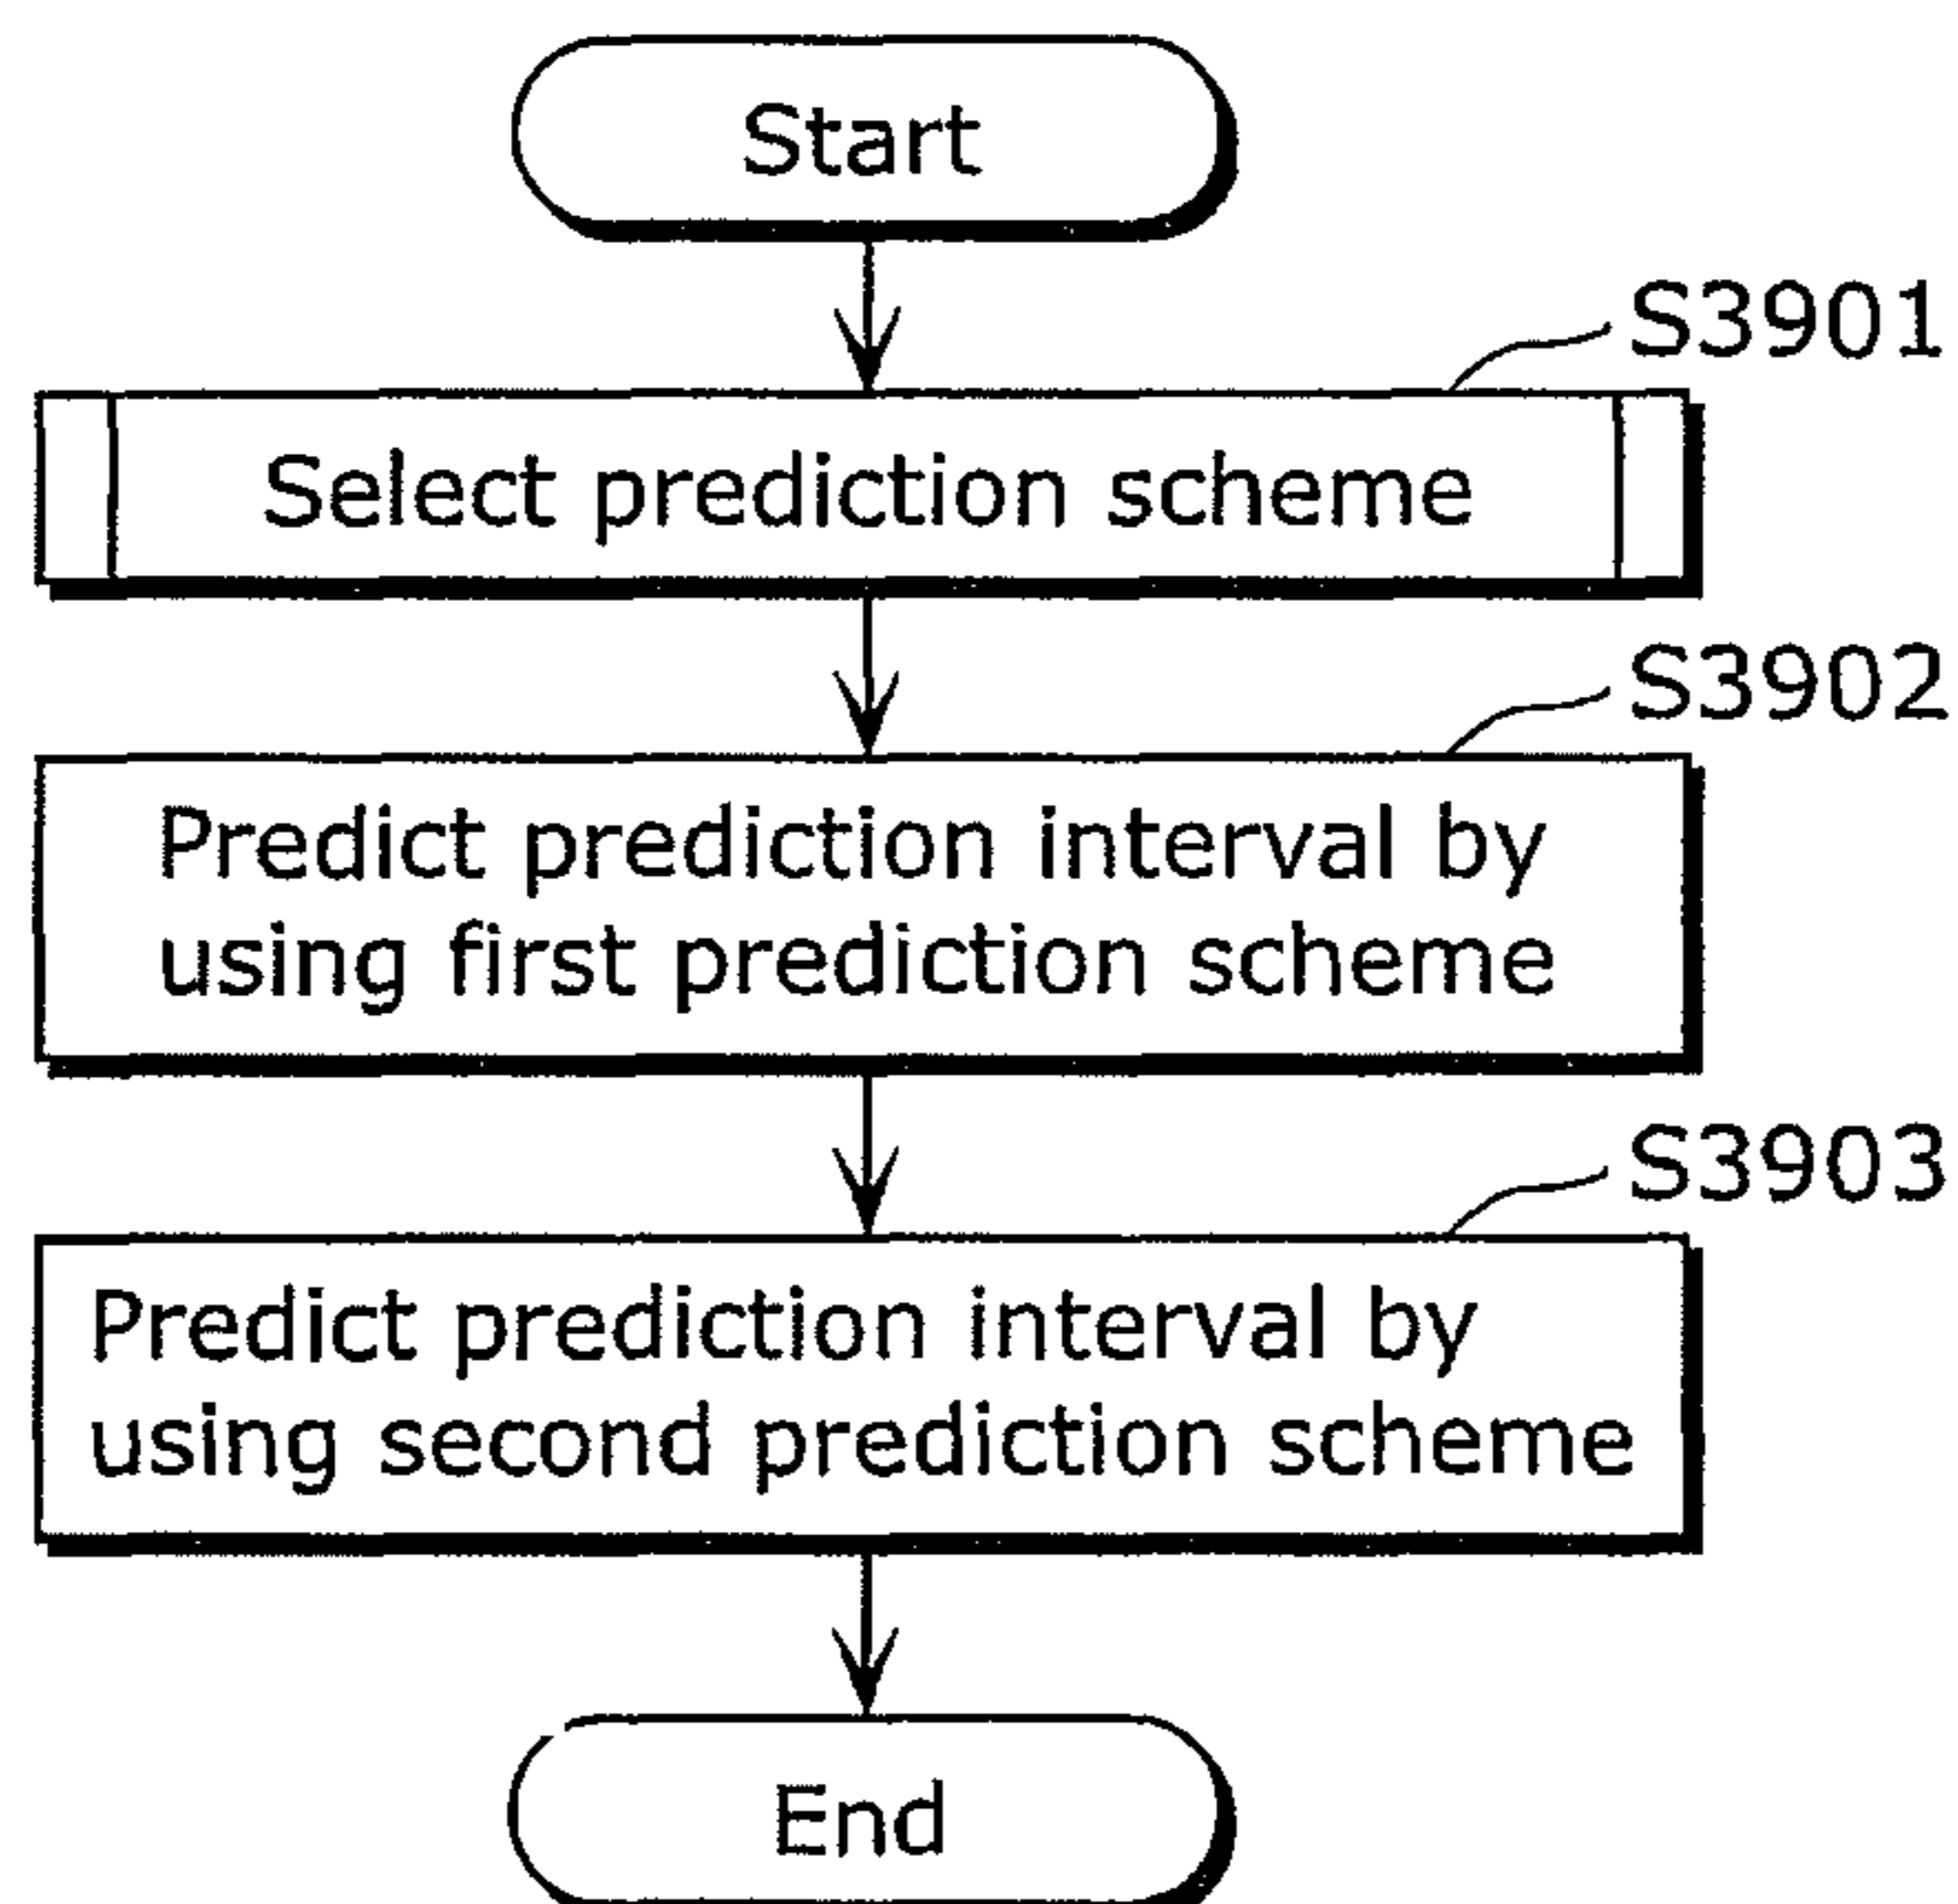 Start
S3901
Select prediction scheme
S3902
Predict prediction interval by
using first prediction scheme
S3903
Predict prediction interval by
using second prediction scheme
End